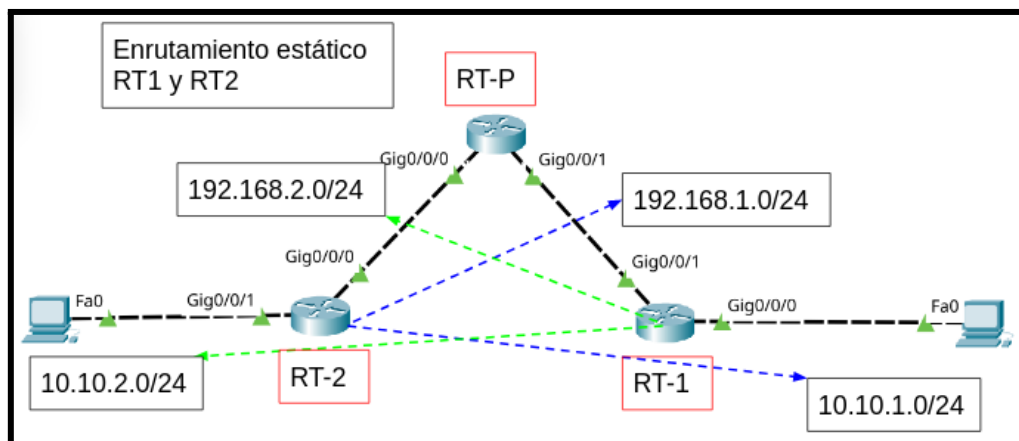 Enrutamiento estático
RT1 y RT2
RT-P
Gig0/0/0
Gig0/0/1
192.168.2.0/24
192.168.1.0/24
Gig0/0/0
Gig0/0/1
Fa0
Gig0/0/1
Gig0/0/0
Fa0
10.10.2.0/24
RT-2
RT-1
10.10.1.0/24